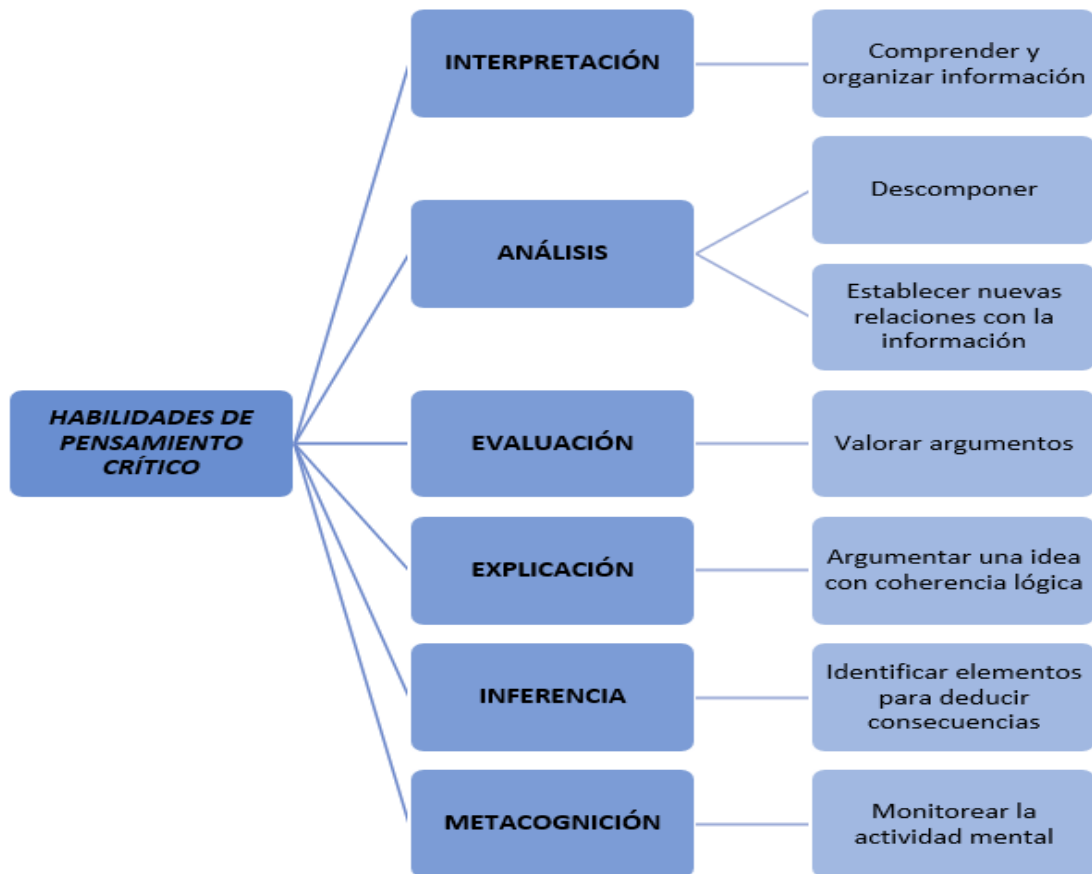 HABILIDADES DE
PENSAMIENTO
CRÍTICO
INTERPRETACIÓN
Comprender y
organizar información
ANÁLISIS
Descomponer
Establecer nuevas
relaciones con la
información
EVALUACIÓN
Valorar argumentos
EXPLICACIÓN
Argumentar una idea
con coherencia lógica
INFERENCIA
Identificar elementos
para deducir
consecuencias
METACOGNICIÓN
Monitorear la
actividad mental